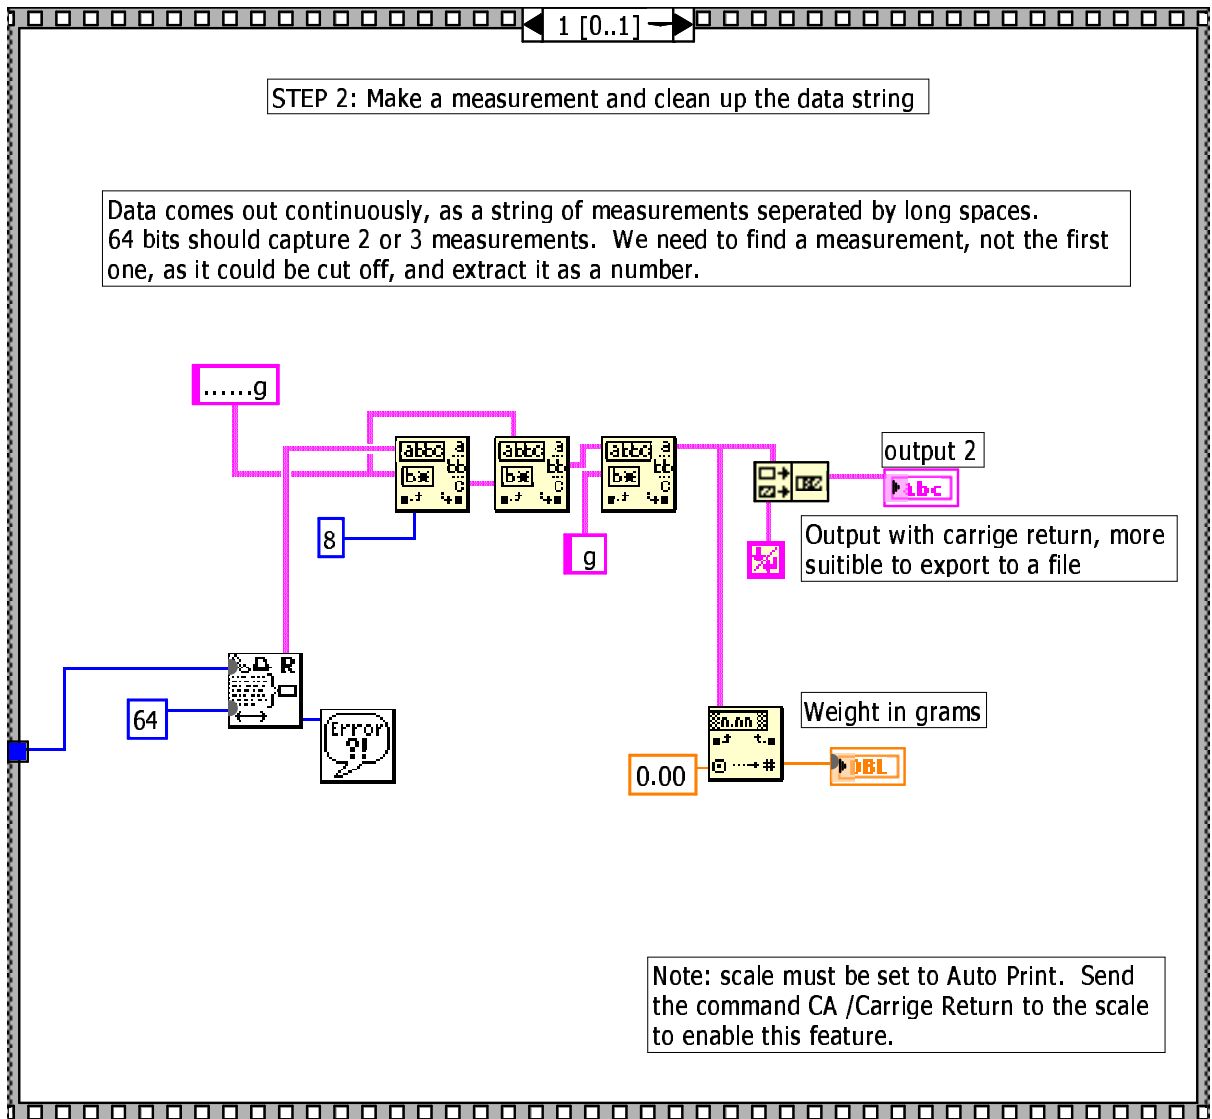 1 [0..1]
STEP 2: Make a measurement and clean up the data string
Data comes out continuously, as a string of measurements seperated by long spaces.
64 bits should capture 2 or 3 measurements.  We need to find a measurement, not the first
one, as it could be cut off, and extract it as a number.
......g
output 2
abc
8
g
Output with carrige return, more
suitible to export to a file
R
64
Error
?!
n.nn
Weight in grams
0.00
DBL
Note: scale must be set to Auto Print.  Send
the command CA /Carrige Return to the scale
to enable this feature.